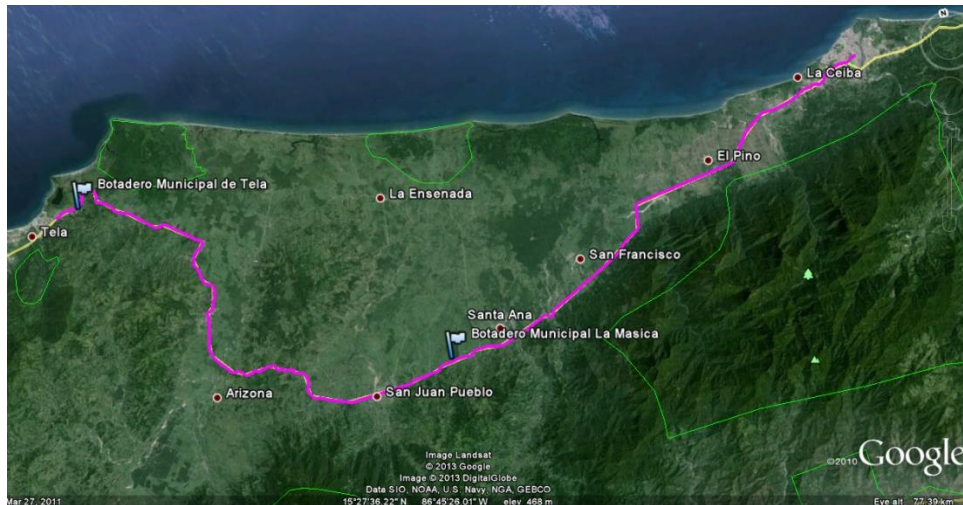 N
La Ceiba
El Pino
Botadero Municipal de Tela
La Ensenada
Tela
San Francisco
Santa Ana
Botadero Municipal La Masica
Arizona
San Juan Pueblo
Image Landsat
© 2013 Google
Image © 2013 DigitalGlobe
Data SIO, NOAA, U.S. Navy, NGA, GEBCO
©2010 Google
Mar 27, 2011 15°27'36.22" N 86°45'26.01" W elev 468 m Eye alt 77.39 km